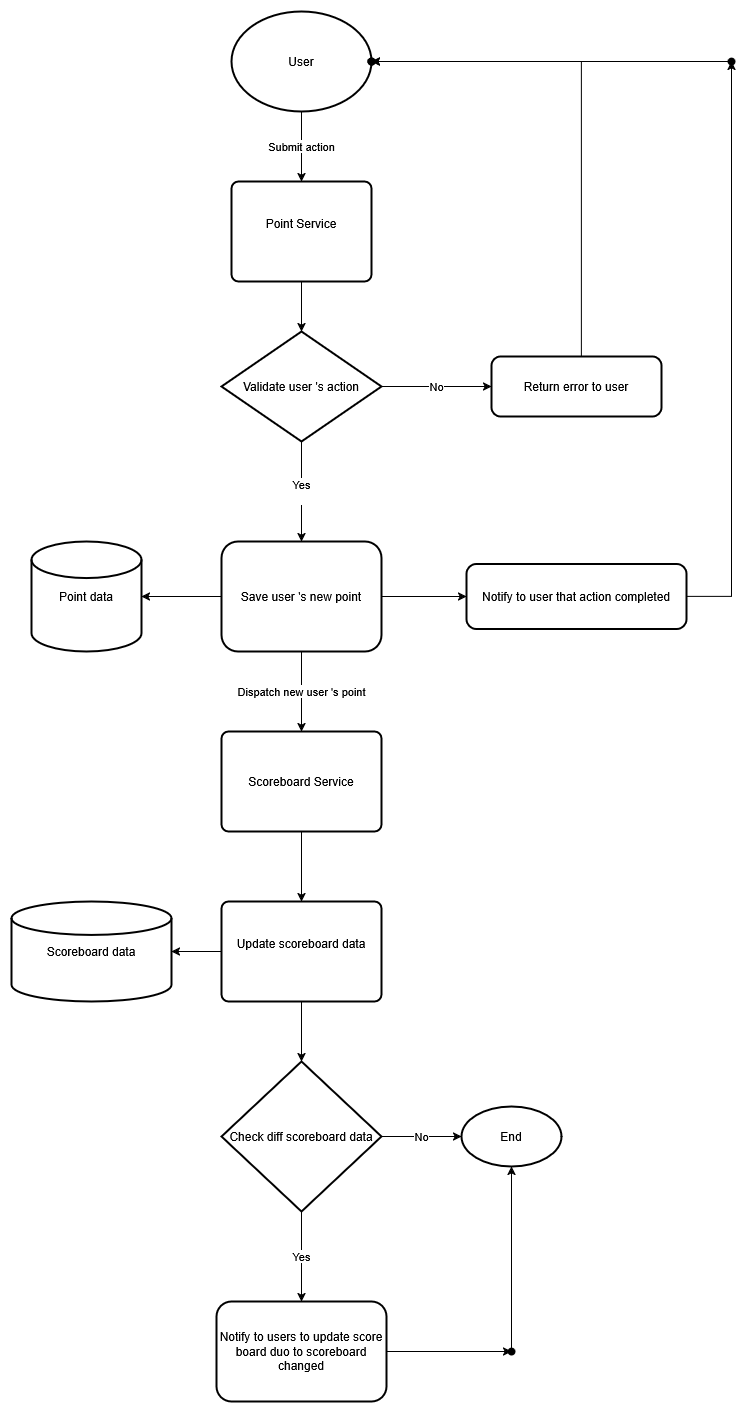 User
Submit action
Point Service
Validate user 's action
No
Return error to user
Yes
Point data
Save user 's new point
Notify to user that action completed
Dispatch new user 's point
Scoreboard Service
Scoreboard data
Update scoreboard data
Check diff scoreboard data
No
End
Yes
Notify to users to update score
board duo to scoreboard
changed